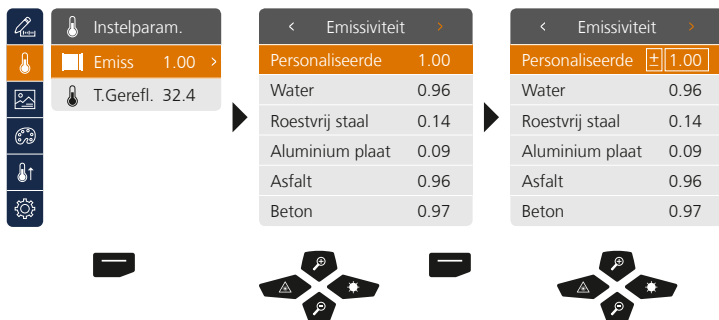 Instelparam.
Emiss 1.00 >
T.Gerefl. 32.4
< Emissiviteit >
Personaliseerde 1.00
Water 0.96
Roestvrij staal 0.14
Aluminium plaat 0.09
Asfalt 0.96
Beton 0.97
< Emissiviteit >
Personaliseerde ± 1.00
Water 0.96
Roestvrij staal 0.14
Aluminium plaat 0.09
Asfalt 0.96
Beton 0.97